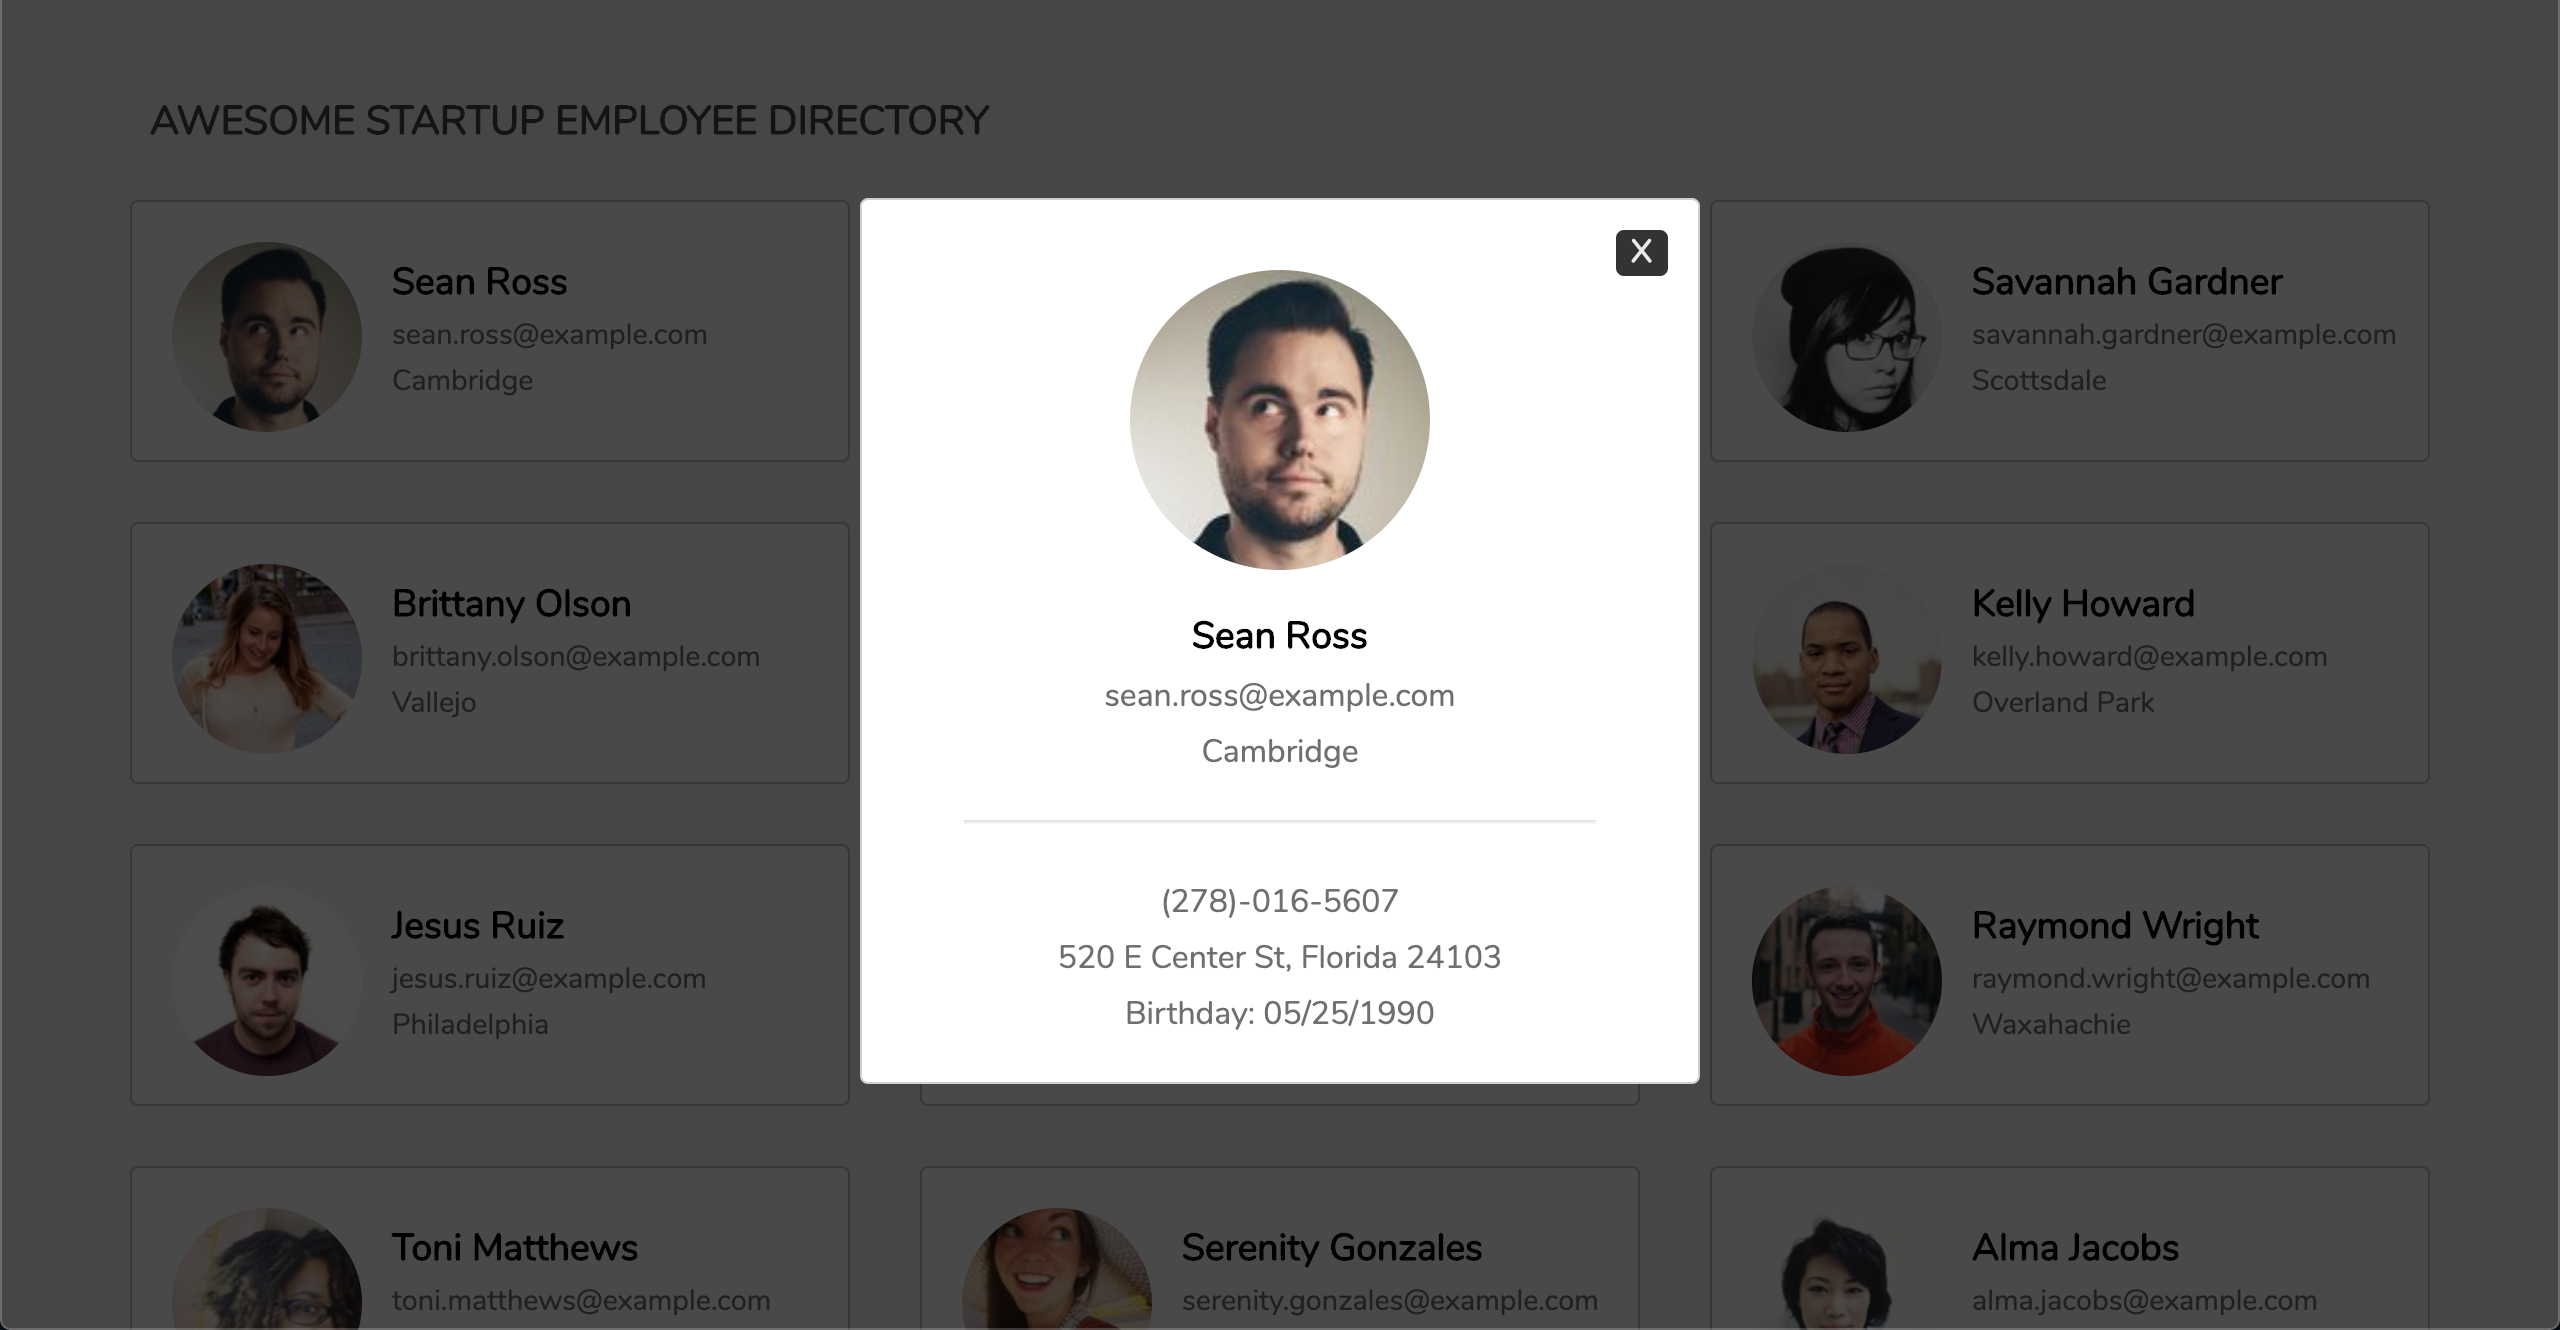 AWESOME STARTUP EMPLOYEE DIRECTORY
Sean Ross
sean.ross@example.com
Cambridge
X
Sean Ross
sean.ross@example.com
Cambridge
(278)-016-5607
520 E Center St, Florida 24103
Birthday: 05/25/1990
Savannah Gardner
savannah.gardner@example.com
Scottsdale
Brittany Olson
brittany.olson@example.com
Vallejo
Kelly Howard
kelly.howard@example.com
Overland Park
Jesus Ruiz
jesus.ruiz@example.com
Philadelphia
Raymond Wright
raymond.wright@example.com
Waxahachie
Toni Matthews
toni.matthews@example.com
Serenity Gonzales
serenity.gonzales@example.com
Alma Jacobs
alma.jacobs@example.com